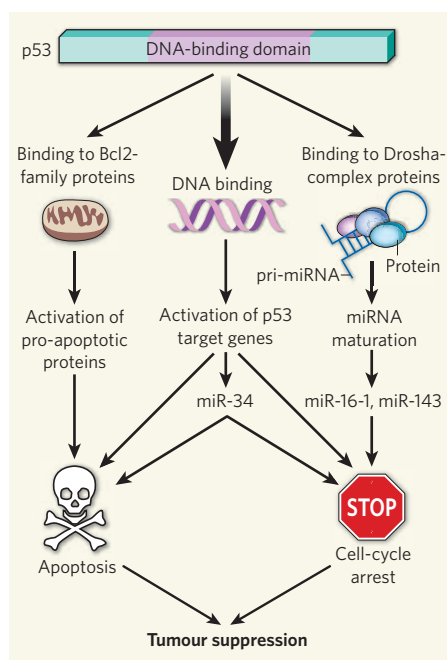 p53
DNA-binding domain
Binding to Bcl2-
family proteins
DNA binding
Binding to Drosha-
complex proteins
pri-miRNA
Protein
Activation of
pro-apoptotic
proteins
Activation of p53
target genes
miRNA
maturation
miR-34
miR-16-1, miR-143
STOP
Apoptosis
Cell-cycle
arrest
Tumour suppression